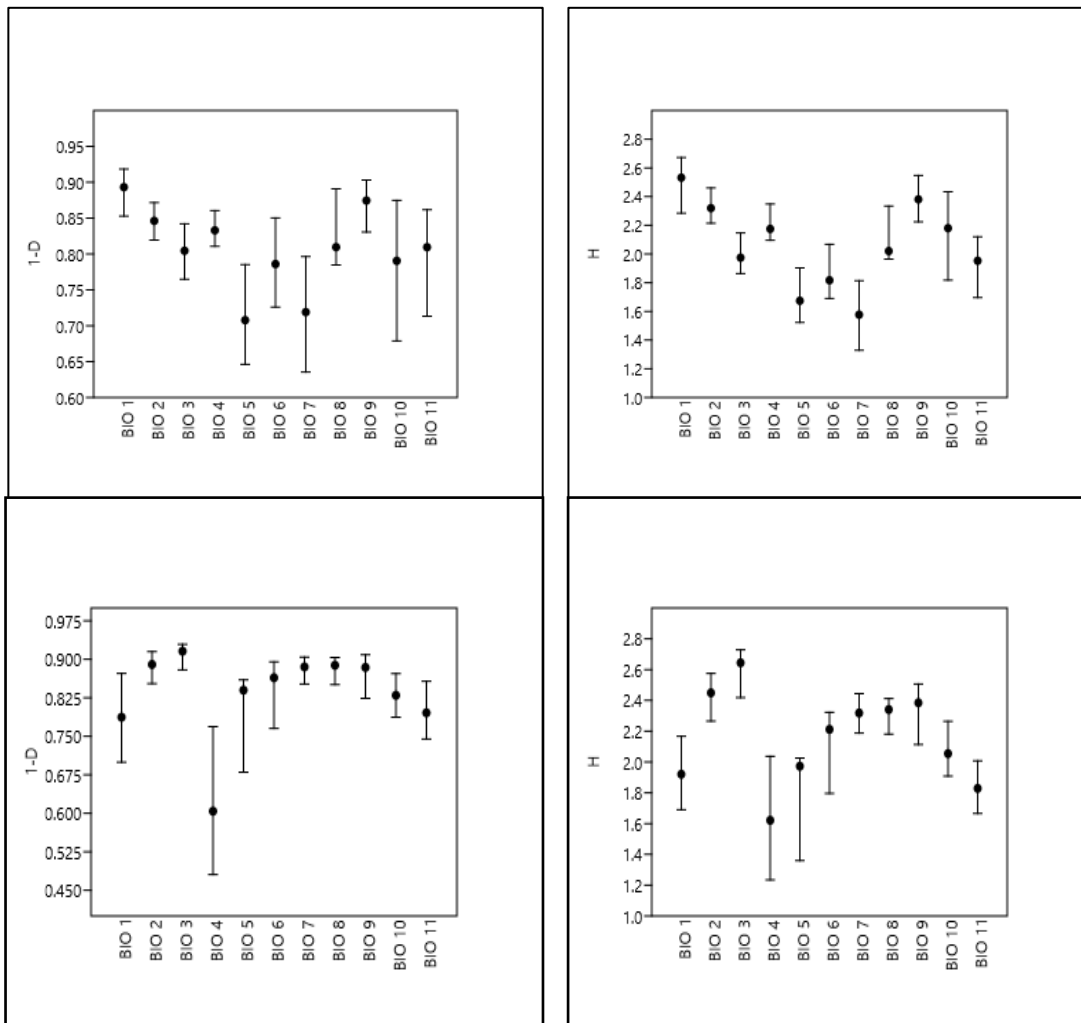 0.95
0.90
0.85
0.80
0.75
0.70
0.65
0.60
1-D
BIO 1
BIO 2
BIO 3
BIO 4
BIO 5
BIO 6
BIO 7
BIO 8
BIO 9
BIO 10
BIO 11
2.8
2.6
2.4
2.2
2.0
1.8
1.6
1.4
1.2
1.0
H
BIO 1
BIO 2
BIO 3
BIO 4
BIO 5
BIO 6
BIO 7
BIO 8
BIO 9
BIO 10
BIO 11
0.975
0.900
0.825
0.750
0.675
0.600
0.525
0.450
1-D
BIO 1
BIO 2
BIO 3
BIO 4
BIO 5
BIO 6
BIO 7
BIO 8
BIO 9
BIO 10
BIO 11
2.8
2.6
2.4
2.2
2.0
1.8
1.6
1.4
1.2
1.0
H
BIO 1
BIO 2
BIO 3
BIO 4
BIO 5
BIO 6
BIO 7
BIO 8
BIO 9
BIO 10
BIO 11